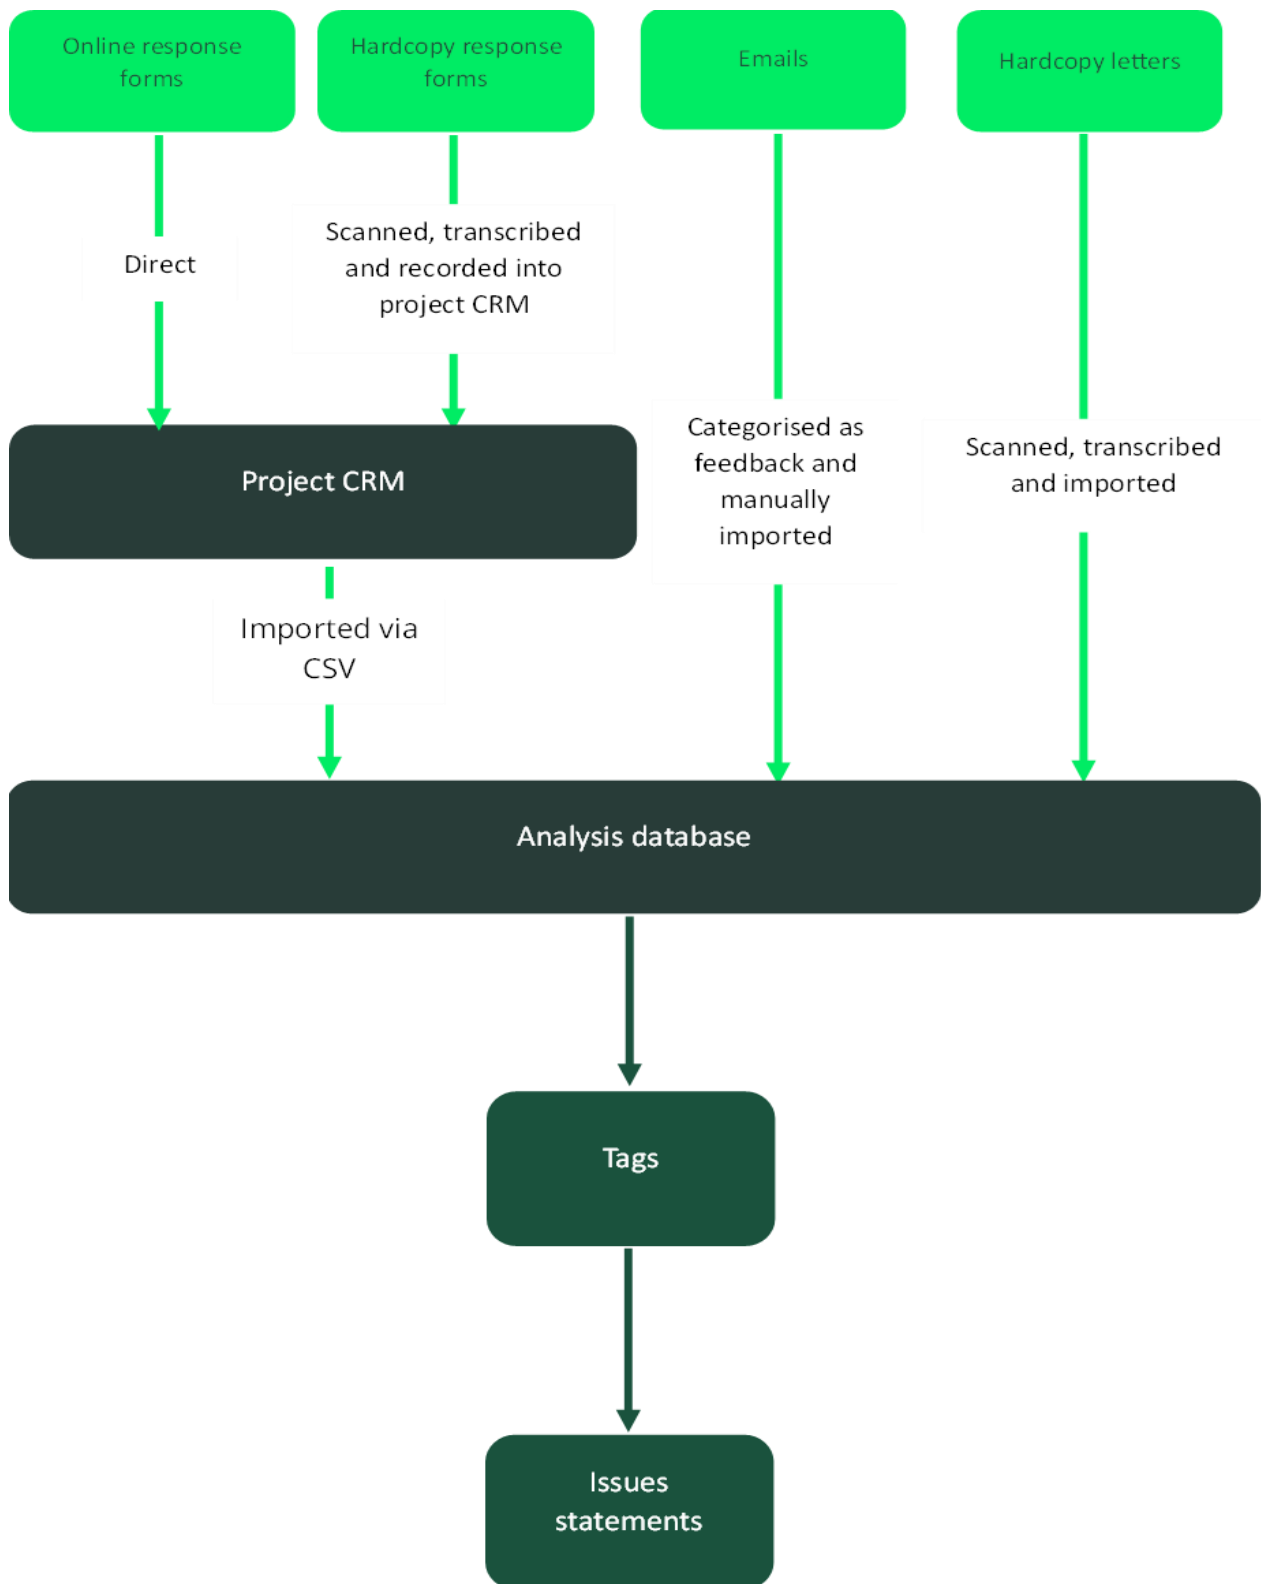 Online response
forms
Hardcopy response
forms
Emails
Hardcopy letters
Direct
Scanned, transcribed
and recorded into
project CRM
Categorised as
feedback and
manually
imported
Scanned, transcribed
and imported
Project CRM
Imported via
CSV
Analysis database
Tags
Issues
statements